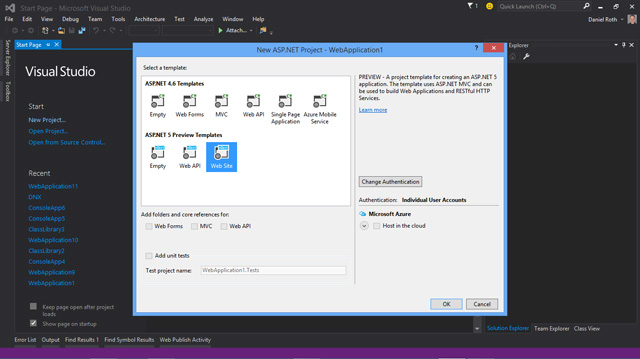 Start Page - Microsoft Visual Studio
1
Quick Launch (Ctrl+Q)
File Edit View Debug Team Tools Architecture Test Analyze Window Help
Daniel Roth
Attach...
Server Explorer
Toolbox
Start Page
Explorer
Visual Studio
Start
New Project...
Open Project...
Open from Source Control...
Recent
WebApplication11
DNX
ConsoleApp6
ConsoleApp5
ClassLibrary3
WebApplication10
ClassLibrary2
ConsoleApp4
WebApplication9
WebApplication1
Keep page open after project
loads
Show page on startup
New ASP.NET Project - WebApplication1
?
Select a template:
ASP.NET 4.6 Templates
Empty
Web Forms
MVC
Web API
Single Page
Application
Azure Mobile
Service
ASP.NET 5 Preview Templates
Empty
Web API
Web Site
PREVIEW - A project template for creating an ASP.NET 5
application. The template uses ASP.NET MVC and can
be used to build Web Applications and RESTful HTTP
Services.
Learn more
Change Authentication
Authentication: Individual User Accounts
Microsoft Azure
Host in the cloud
Add folders and core references for:
Web Forms
MVC
Web API
Add unit tests
Test project name:
WebApplication1.Tests
OK
Cancel
Solution Explorer Team Explorer Class View
Error List Output Find Results 1 Find Symbol Results Web Publish Activity